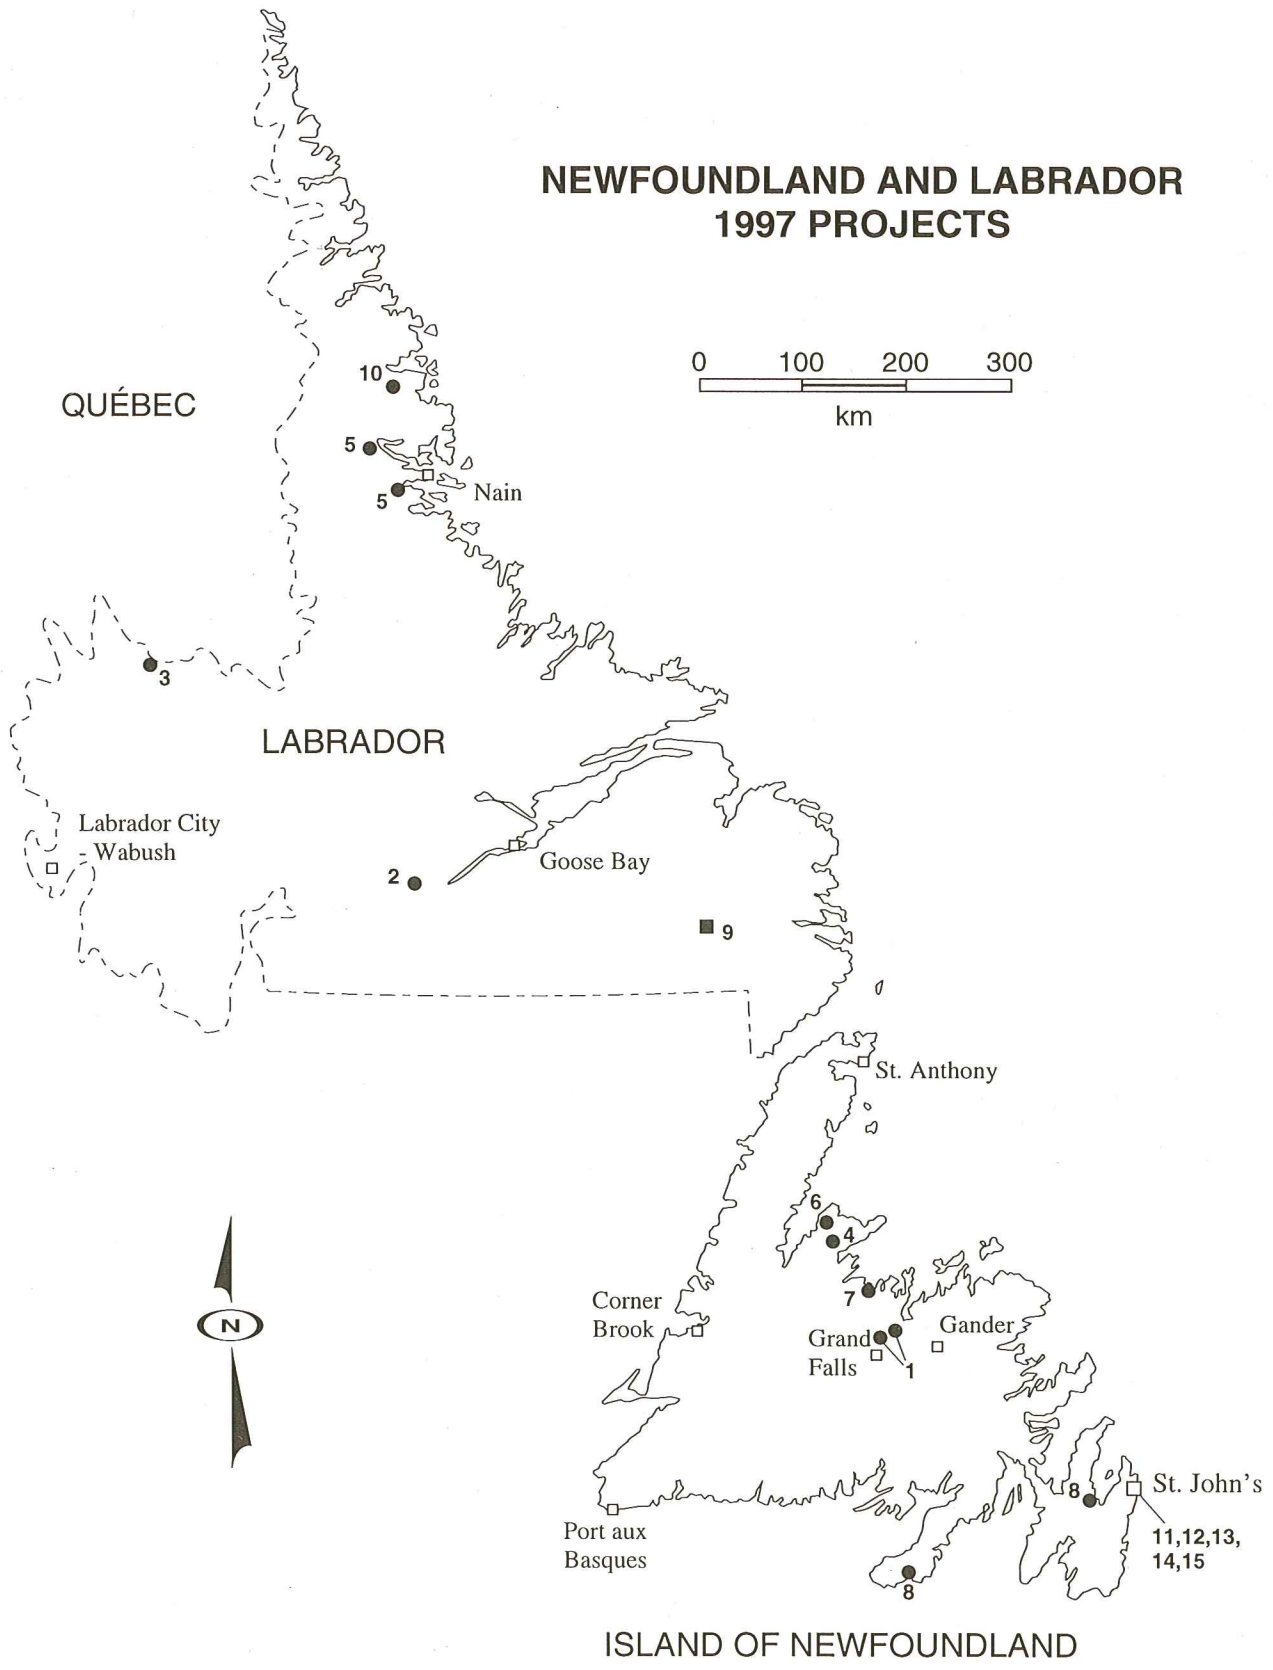 NEWFOUNDLAND AND LABRADOR
1997 PROJECTS
0 100 200 300
km
10
QUÉBEC
5
5
Nain
3
LABRADOR
Labrador City
- Wabush
Goose Bay
2
9
St. Anthony
6
4
7
Corner
Brook
N
Grand
Falls
Gander
1
St. John's
8
11,12,13,
14,15
Port aux
Basques
8
ISLAND OF NEWFOUNDLAND